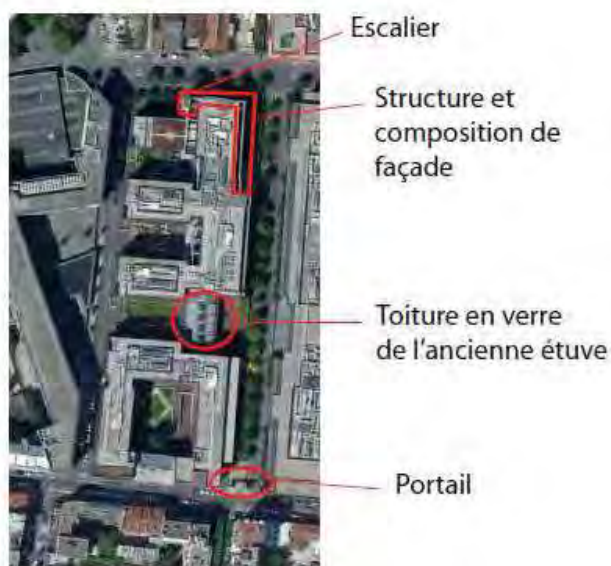 Escalier
Structure et
composition de
façade
Toiture en verre
de l'ancienne étuve
Portail